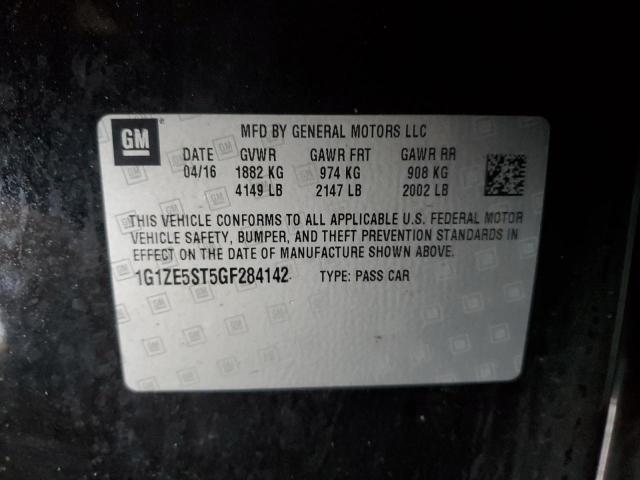 GM ® MFD BY GENERAL MOTORS LLC
DATE GVWR GAWR FRT GAWR RR
04/16 1882 KG 974 KG 908 KG
4149 LB 2147 LB 2002 LB
THIS VEHICLE CONFORMS TO ALL APPLICABLE U.S. FEDERAL MOTOR
VEHICLE SAFETY, BUMPER, AND THEFT PREVENTION STANDARDS IN
EFFECT ON THE DATE OF MANUFACTURE SHOWN ABOVE.
1G1ZE5ST5GF284142 TYPE: PASS CAR